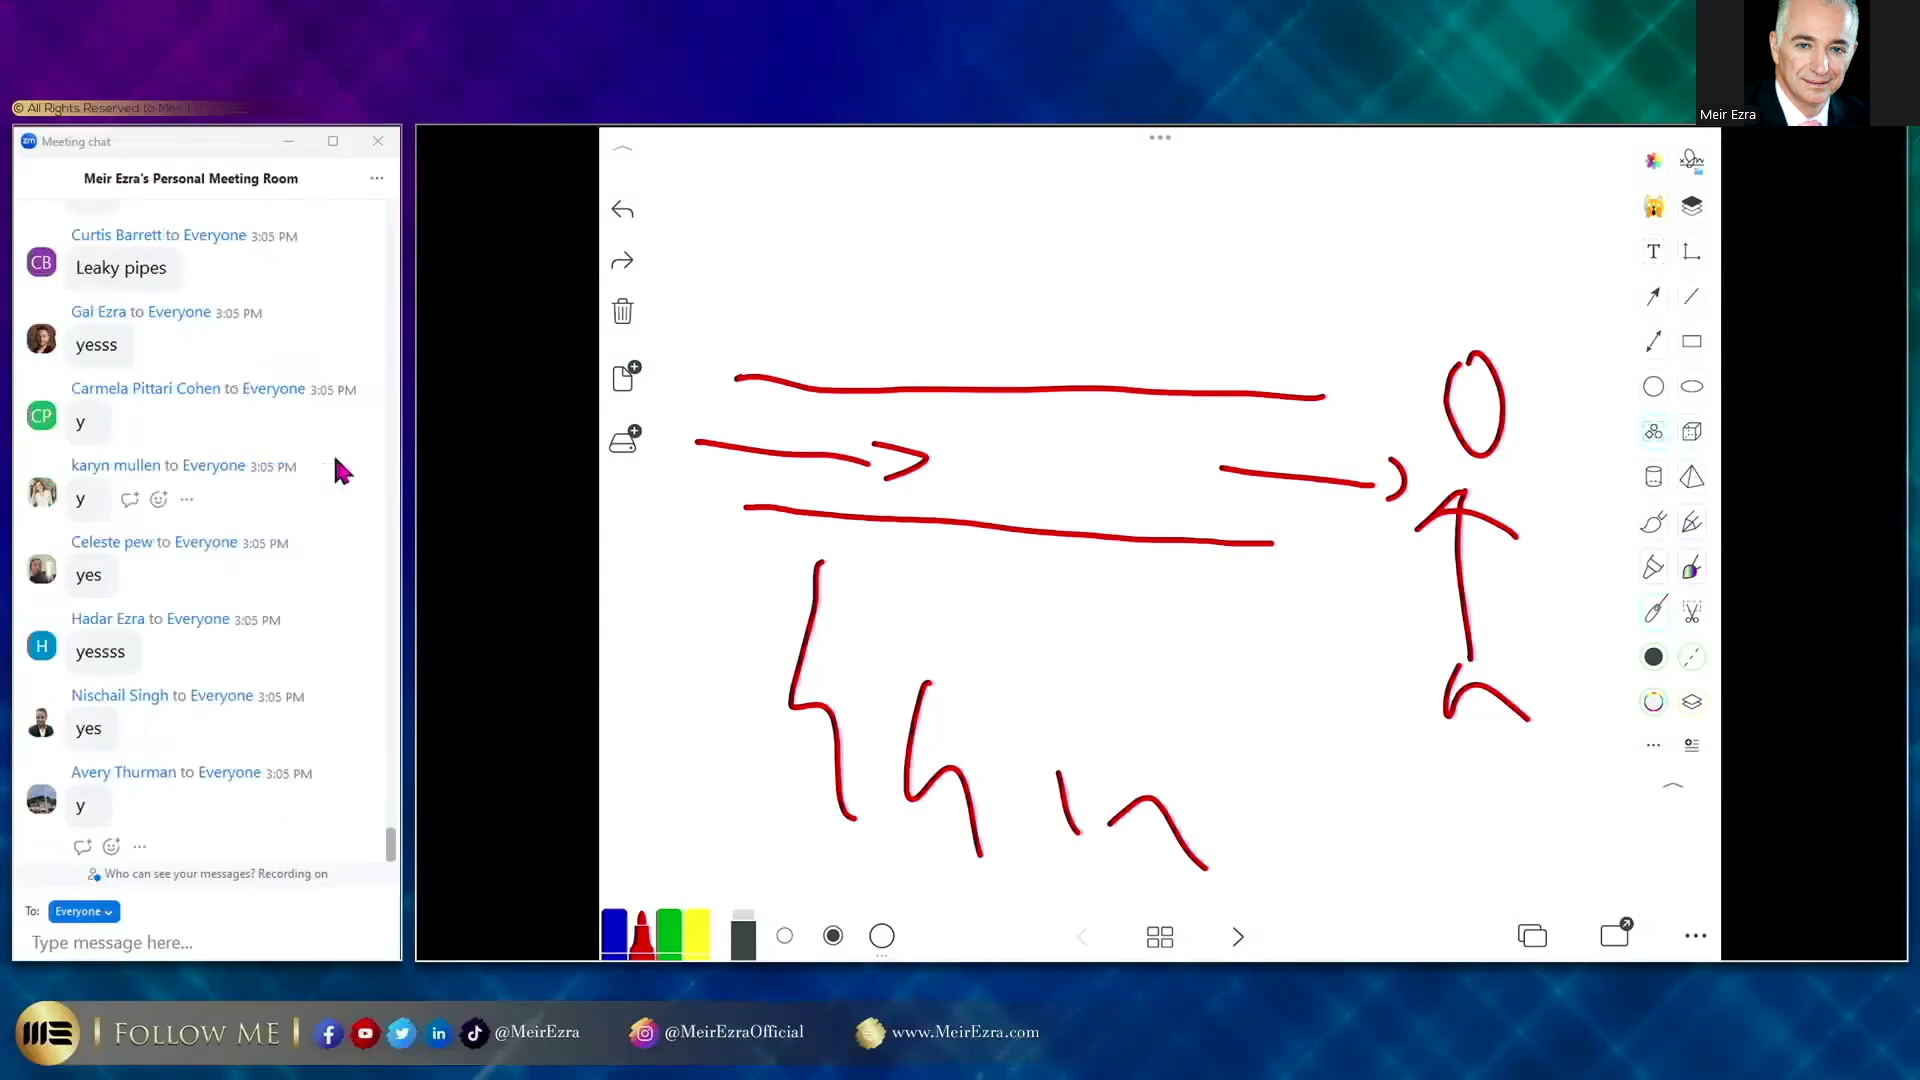 Meir Ezra
© All Rights Reserved to Meir
zm Meeting chat
Meir Ezra's Personal Meeting Room
Curtis Barrett to Everyone 3:05 PM
CB
Leaky pipes
Gal Ezra to Everyone 3:05 PM
yesss
Carmela Pittari Cohen to Everyone 3:05 PM
CP
y
karyn mullen to Everyone 3:05 PM
y
Celeste pew to Everyone 3:05 PM
yes
Hadar Ezra to Everyone 3:05 PM
H
yessss
Nischail Singh to Everyone 3:05 PM
yes
Avery Thurman to Everyone 3:05 PM
y
Who can see your messages? Recording on
To: Everyone
Type message here...
T
ME FOLLOW ME @MeirEzra @MeirEzraOfficial www.MeirEzra.com